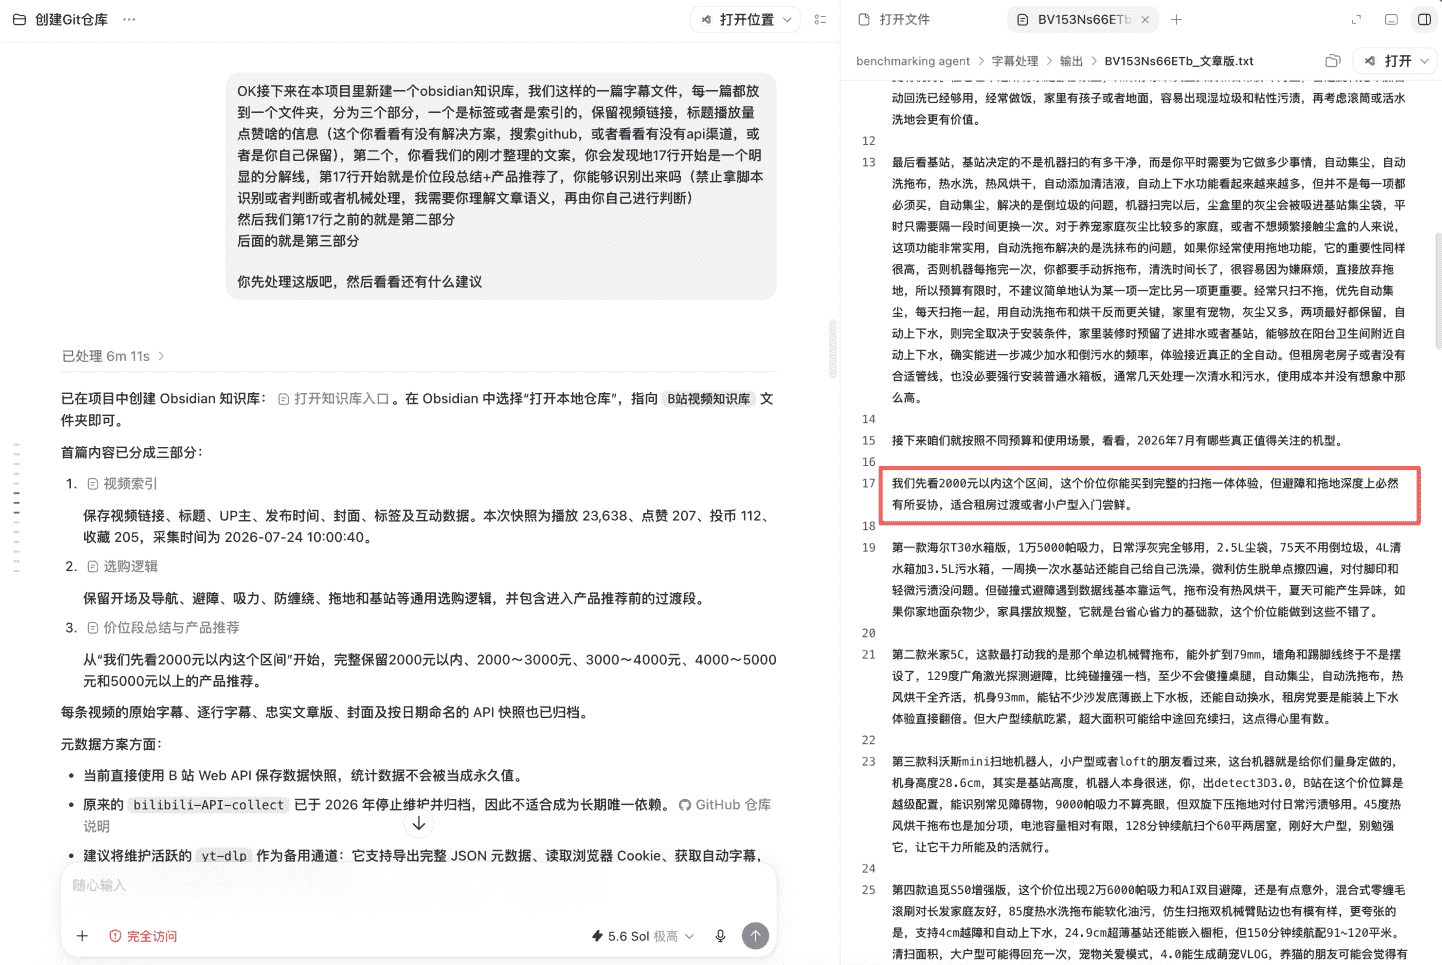 创建Git仓库 ···
打开位置
OK接下来在本项目里新建一个obsidian知识库，我们这样的一篇字幕文件，每一篇都放
到一个文件夹，分为三个部分，一个是标签或者是索引的，保留视频链接，标题播放量
点赞啥的信息（这个你看看有没有解决方案，搜索github，或者看看有没有api渠道，或
者是你自己保留），第二个，你看我们的刚才整理的文案，你会发现地17行开始是一个明
显的分解线，第17行开始就是价位段总结+产品推荐了，你能够识别出来吗（禁止拿脚本
识别或者判断或者机械处理，我需要你理解文章语义，再由你自己进行判断）
然后我们第17行之前的就是第二部分
后面的就是第三部分
你先处理这版吧，然后看看还有什么建议
已处理 6m 11s
已在项目中创建 Obsidian 知识库： 打开知识库入口 。在 Obsidian 中选择“打开本地仓库”，指向 B站视频知识库 文
件夹即可。
首篇内容已分成三部分：
1. 视频索引
保存视频链接、标题、UP主、发布时间、封面、标签及互动数据。本次快照为播放 23,638、点赞 207、投币 112、
收藏 205，采集时间为 2026-07-24 10:00:40。
2. 选购逻辑
保留开场及导航、避障、吸力、防缠绕、拖地和基站等通用选购逻辑，并包含进入产品推荐前的过渡段。
3. 价位段总结与产品推荐
从“我们先看2000元以内这个区间”开始，完整保留2000元以内、2000～3000元、3000～4000元、4000～5000
元和5000元以上的产品推荐。
每条视频的原始字幕、逐行字幕、忠实文章版、封面及按日期命名的 API 快照也已归档。
元数据方案方面：
• 当前直接使用 B 站 Web API 保存数据快照，统计数据不会被当成永久值。
• 原来的 bilibili-API-collect 已于 2026 年停止维护并归档，因此不适合成为长期唯一依赖。 GitHub 仓库
说明
• 建议将维护活跃的 yt-dlp 作为备用通道：它支持导出完整 JSON 元数据、读取浏览器 Cookie、获取自动字幕，
随心输入
完全访问
5.6 Sol 极高
打开文件
BV153Ns66ETb
benchmarking agent > 字幕处理 > 输出 > BV153Ns66ETb_文章版.txt
打开
动回洗已经够用，经常做饭，家里有孩子或者地面，容易出现湿垃圾和粘性污渍，再考虑滚筒或活水
洗地会更有价值。
12
13 最后看基站，基站决定的不是机器扫的有多干净，而是你平时需要为它做多少事情，自动集尘，自动
洗拖布，热水洗，热风烘干，自动添加清洁液，自动上下水功能看起来越来越多，但并不是每一项都
必须买，自动集尘，解决的是倒垃圾的问题，机器扫完以后，尘盒里的灰尘会被吸进基站集尘袋，平
时只需要隔一段时间更换一次。对于养宠家庭灰尘比较多的家庭，或者不想频繁接触尘盒的人来说，
这项功能非常实用，自动洗拖布解决的是洗抹布的问题，如果你经常使用拖地功能，它的重要性同样
很高，否则机器每拖完一次，你都要手动拆拖布，清洗时间长了，很容易因为嫌麻烦，直接放弃拖
地，所以预算有限时，不建议简单地认为某一项一定比另一项更重要。经常只扫不拖，优先自动集
尘，每天扫拖一起，用自动洗拖布和烘干反而更关键，家里有宠物，灰尘又多，两项最好都保留，自
动上下水，则完全取决于安装条件，家里装修时预留了进排水或者基站，能够放在阳台卫生间附近自
动上下水，确实能进一步减少加水和倒污水的频率，体验接近真正的全自动。但租房老房子或者没有
合适管线，也没必要强行安装普通水箱板，通常几天处理一次清水和污水，使用成本并没有想象中那
么高。
14
15 接下来咱们就按照不同预算和使用场景，看看，2026年7月有哪些真正值得关注的机型。
16
17 我们先看2000元以内这个区间，这个价位你能买到完整的扫拖一体体验，但避障和拖地深度上必然
有所妥协，适合租房过渡或者小户型入门尝鲜。
18
19 第一款海尔T30水箱版，1万5000帕吸力，日常浮灰完全够用，2.5L尘袋，75天不用倒垃圾，4L清
水箱加3.5L污水箱，一周换一次水基站还能自己给自己洗澡，微利仿生脱单点擦四遍，对付脚印和
轻微污渍没问题。但碰撞式避障遇到数据线基本靠运气，拖布没有热风烘干，夏天可能产生异味，如
果你家地面杂物少，家具摆放规整，它就是台省心省力的基础款，这个价位能做到这些不错了。
20
21 第二款米家5C，这款最打动我的是那个单边机械臂拖布，能外扩到79mm，墙角和踢脚线终于不是摆
设了，129度广角激光探测避障，比纯碰撞强一档，至少不会傻撞桌腿，自动集尘，自动洗拖布，热
风烘干全齐活，机身93mm，能钻不少沙发底薄嵌上下水板，还能自动换水，租房党要是能装上下水
体验直接翻倍。但大户型续航吃紧，超大面积可能给中途回充续扫，这点得心里有数。
22
23 第三款科沃斯mini扫地机器人，小户型或者loft的朋友看过来，这台机器就是给你们量身定做的，
机身高度28.6cm，其实是基站高度，机器人本身很迷，你，出detect3D3.0，B站在这个价位算是
越级配置，能识别常见障碍物，9000帕吸力不算亮眼，但双旋下压拖地对付日常污渍够用。45度热
风烘干拖布也是加分项，电池容量相对有限，128分钟续航扫个60平两居室，刚好大户型，别勉强
它，让它干力所能及的活就行。
24
25 第四款追觅S50增强版，这个价位出现2万6000帕吸力和AI双目避障，还是有点意外，混合式零缠毛
滚刷对长发家庭友好，85度热水洗拖布能软化油污，仿生扫拖双机械臂贴边也有模有样，更夸张的
是，支持4cm越障和自动上下水，24.9cm超薄基站还能嵌入橱柜，但150分钟续航配91~120平米。
清扫面积，大户型可能得回充一次，宠物关爱模式，4.0能生成萌宠VLOG，养猫的朋友可能会觉得有